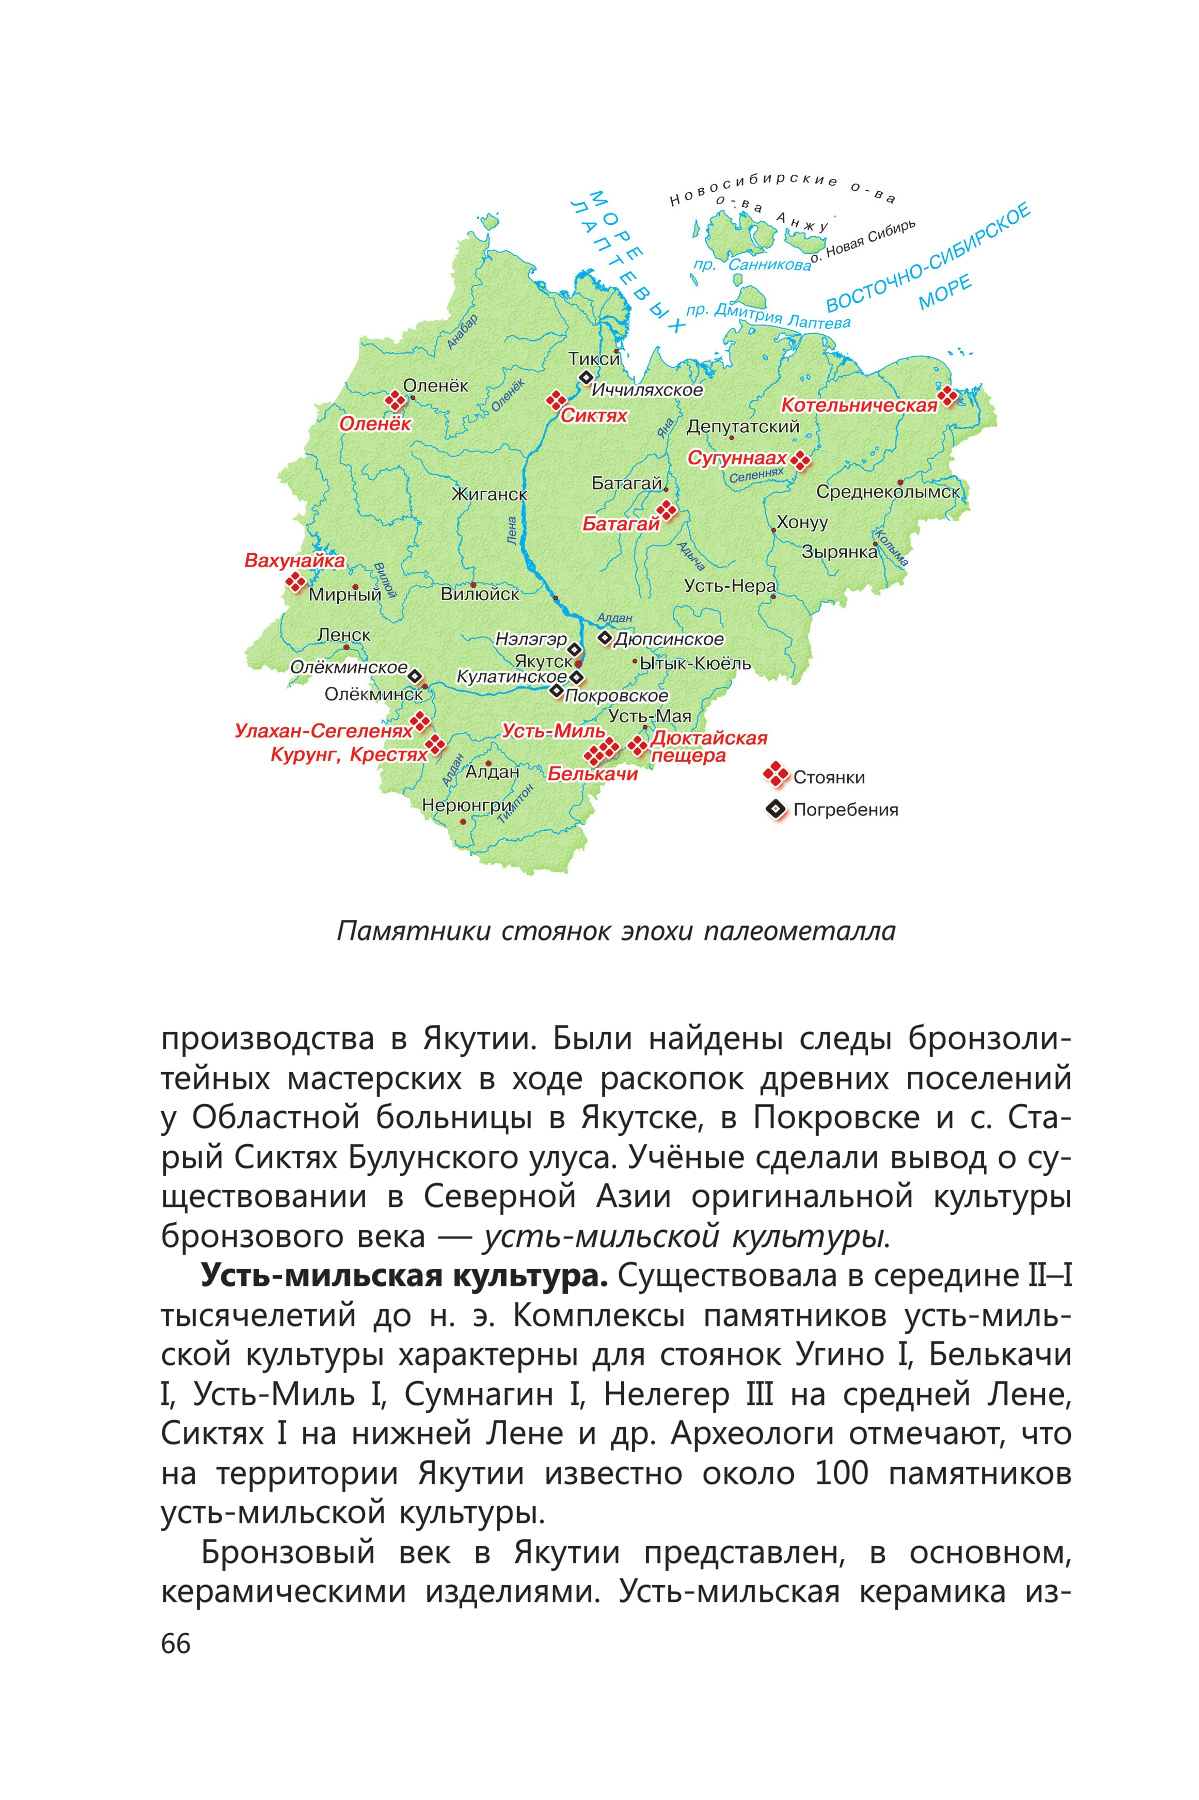 Новосибирские о-ва
о-ва Анжу
о. Новая Сибирь
МОРЕ
ЛАПТЕВЫХ
пр. Санникова
ВОСТОЧНО-СИБИРСКОЕ
МОРЕ
пр. Дмитрия Лаптева
Анабар
Тикси
Иччиляхское
Оленёк
Оленёк
Оленёк
Сиктях
Котельническая
Яна
Депутатский
Сугуннаах
Селеннях
Батагай
Среднеколымск
Жиганск
Лена
Батагай
Хонуу
Зырянка
Колыма
Адыча
Вахунайка
Мирный
Вилюй
Вилюйск
Усть-Нера
Алдан
Ленск
Нэлэгэр
Дюпсинское
Якутск
Ытык-Кюёль
Олёкминское
Кулатинское
Олёкминск
Покровское
Усть-Мая
Улахан-Сегеленях
Усть-Миль
Дюктайская
пещера
Курунг, Крестях
Белькачи
Алдан
Алдан
Нерюнгри
Тимптон
Стоянки
Погребения
Памятники стоянок эпохи палеометалла
производства в Якутии. Были найдены следы бронзоли-
тейных мастерских в ходе раскопок древних поселений
у Областной больницы в Якутске, в Покровске и с. Ста-
рый Сиктях Булунского улуса. Учёные сделали вывод о су-
ществовании в Северной Азии оригинальной культуры
бронзового века — усть-мильской культуры.
Усть-мильская культура. Существовала в середине II–I
тысячелетий до н. э. Комплексы памятников усть-миль-
ской культуры характерны для стоянок Угино I, Белькачи
I, Усть-Миль I, Сумнагин I, Нелегер III на средней Лене,
Сиктях I на нижней Лене и др. Археологи отмечают, что
на территории Якутии известно около 100 памятников
усть-мильской культуры.
Бронзовый век в Якутии представлен, в основном,
керамическими изделиями. Усть-мильская керамика из-
66